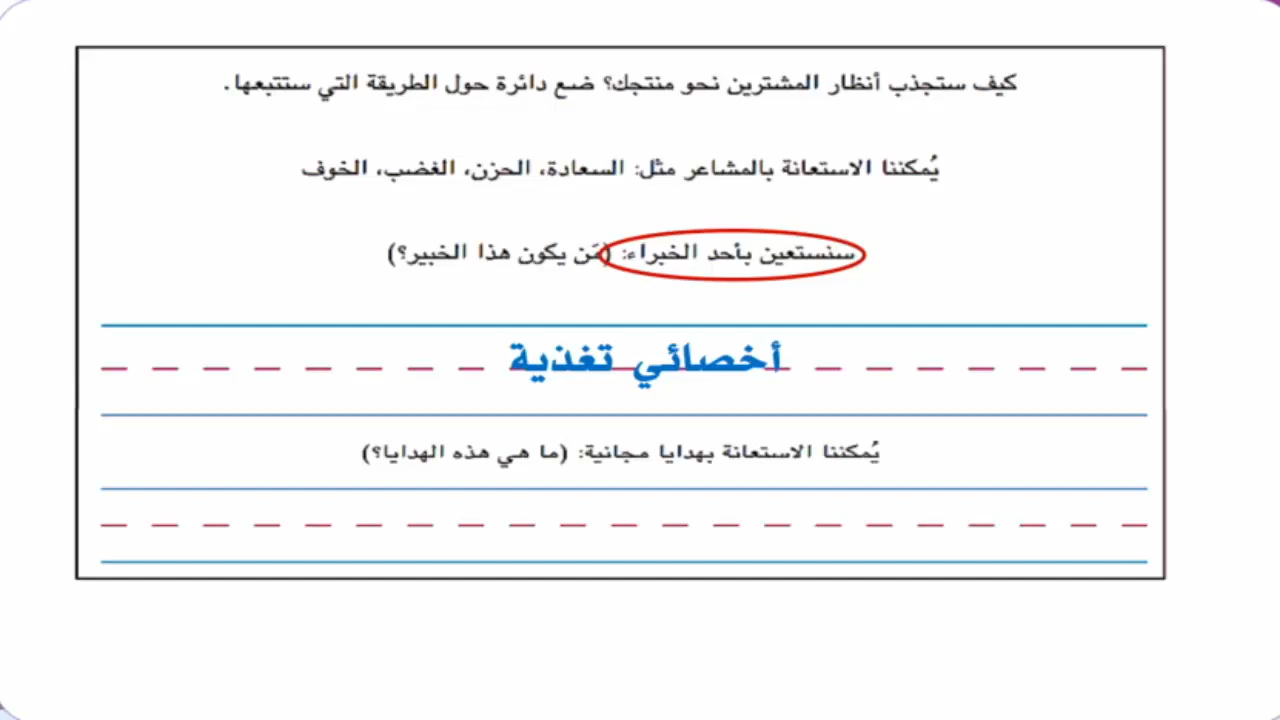 كيف ستجذب أنظار المشترين نحو منتجك؟ ضع دائرة حول الطريقة التي ستتبعها.
يُمكننا الاستعانة بالمشاعر مثل: السعادة، الحزن، الغضب، الخوف
سنستعين بأحد الخبراء: (مَن يكون هذا الخبير؟)
أخصائي تغذية
يُمكننا الاستعانة بهدايا مجانية: (ما هي هذه الهدايا؟)